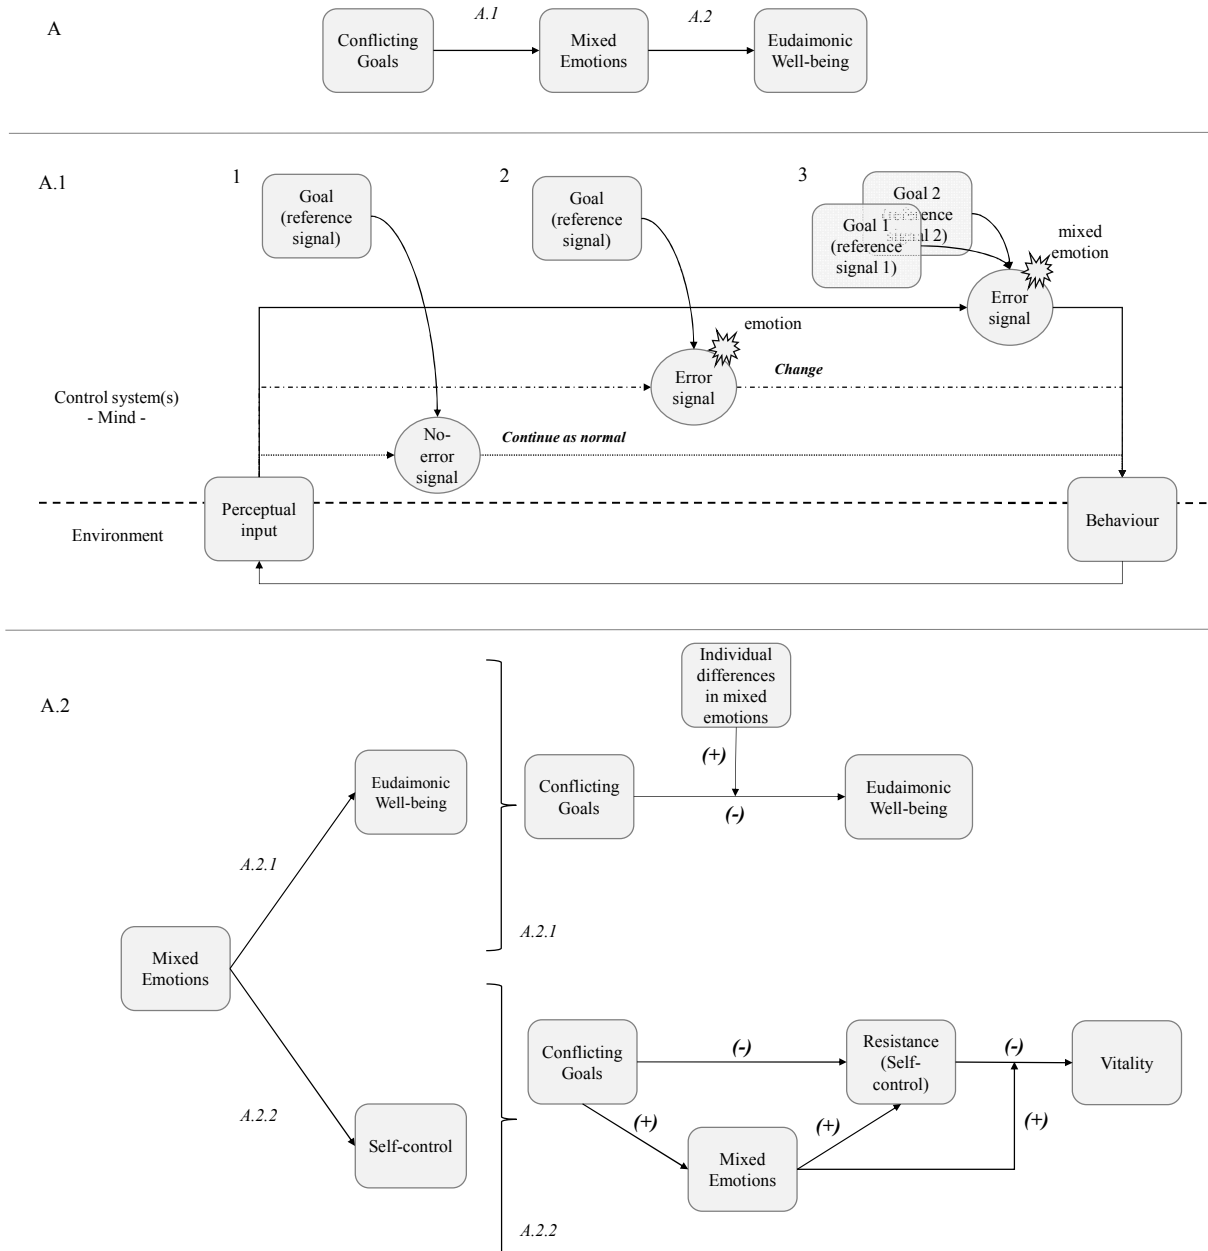 A
A.1
A.2
Conflicting
Goals
Mixed
Emotions
Eudaimonic
Well-being
A.1
1
2
3
Goal
(reference
signal)
Goal
(reference
signal)
Goal 2
(reference
signal 2)
Goal 1
(reference
signal 1)
mixed
emotion
Error
signal
emotion
Error
signal
Change
Control system(s)
- Mind -
No-
error
signal
Continue as normal
Perceptual
input
Behaviour
Environment
A.2
Individual
differences
in mixed
emotions
(+)
Eudaimonic
Well-being
Conflicting
Goals
(-)
Eudaimonic
Well-being
A.2.1
A.2.1
Mixed
Emotions
Conflicting
Goals
(-)
Resistance
(Self-
control)
(-)
Vitality
A.2.2
(+)
(+)
(+)
Self-control
Mixed
Emotions
A.2.2